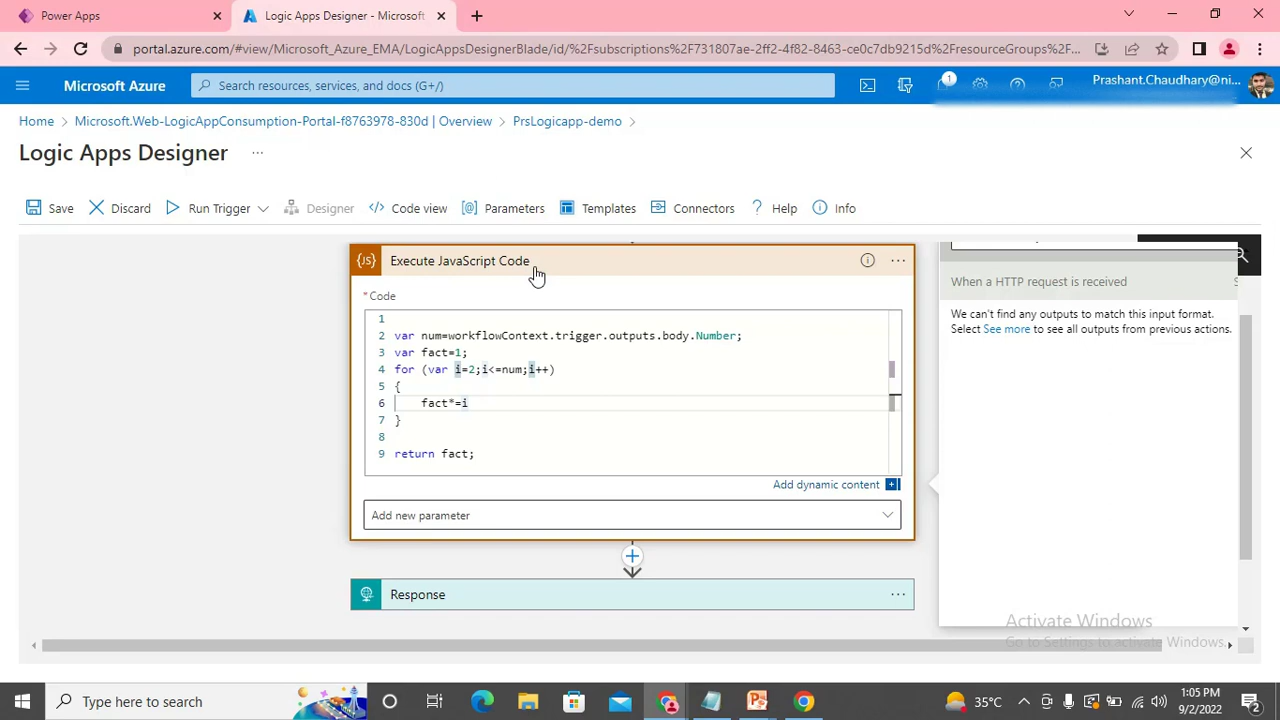 Power Apps
Logic Apps Designer - Microsoft
portal.azure.com/#view/Microsoft_Azure_EMA/LogicAppsDesignerBlade/id/%2Fsubscriptions%2F731807ae-2ff2-4f82-8463-ce0c7db9215d%2FresourceGroups%2F...
Microsoft Azure
Search resources, services, and docs (G+/)
1
Prashant.Chaudhary@ni...
Home > Microsoft.Web-LogicAppConsumption-Portal-f8763978-830d | Overview > PrsLogicapp-demo >
Logic Apps Designer ...
Save Discard Run Trigger Designer Code view Parameters Templates Connectors Help Info
{JS} Execute JavaScript Code
* Code
1
2 var num=workflowContext.trigger.outputs.body.Number;
3 var fact=1;
4 for (var i=2;i<=num;i++)
5 {
6 fact*=i
7 }
8
9 return fact;
Add dynamic content
Add new parameter
Response
When a HTTP request is received
We can't find any outputs to match this input format.
Select See more to see all outputs from previous actions.
Activate Windows
Go to Settings to activate Windows.
Type here to search
35°C
1:05 PM
9/2/2022
2